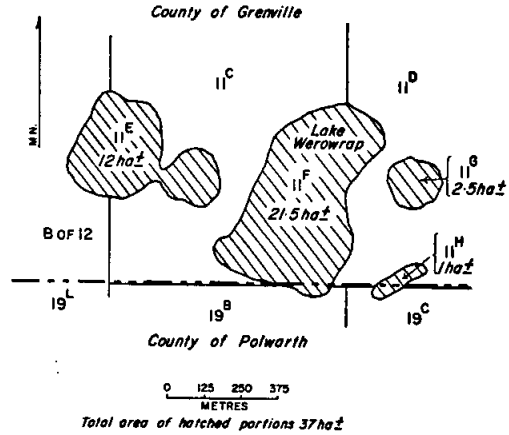 County of Grenville
M.N.
11C
11D
11E
12ha±
Lake
Werowrap
11F
21.5ha±
11G
2.5ha±
B OF 12
11H
1ha±
19L
19B
19C
County of Polwarth
0 125 250 375
METRES
Total area of hatched portions 37ha±